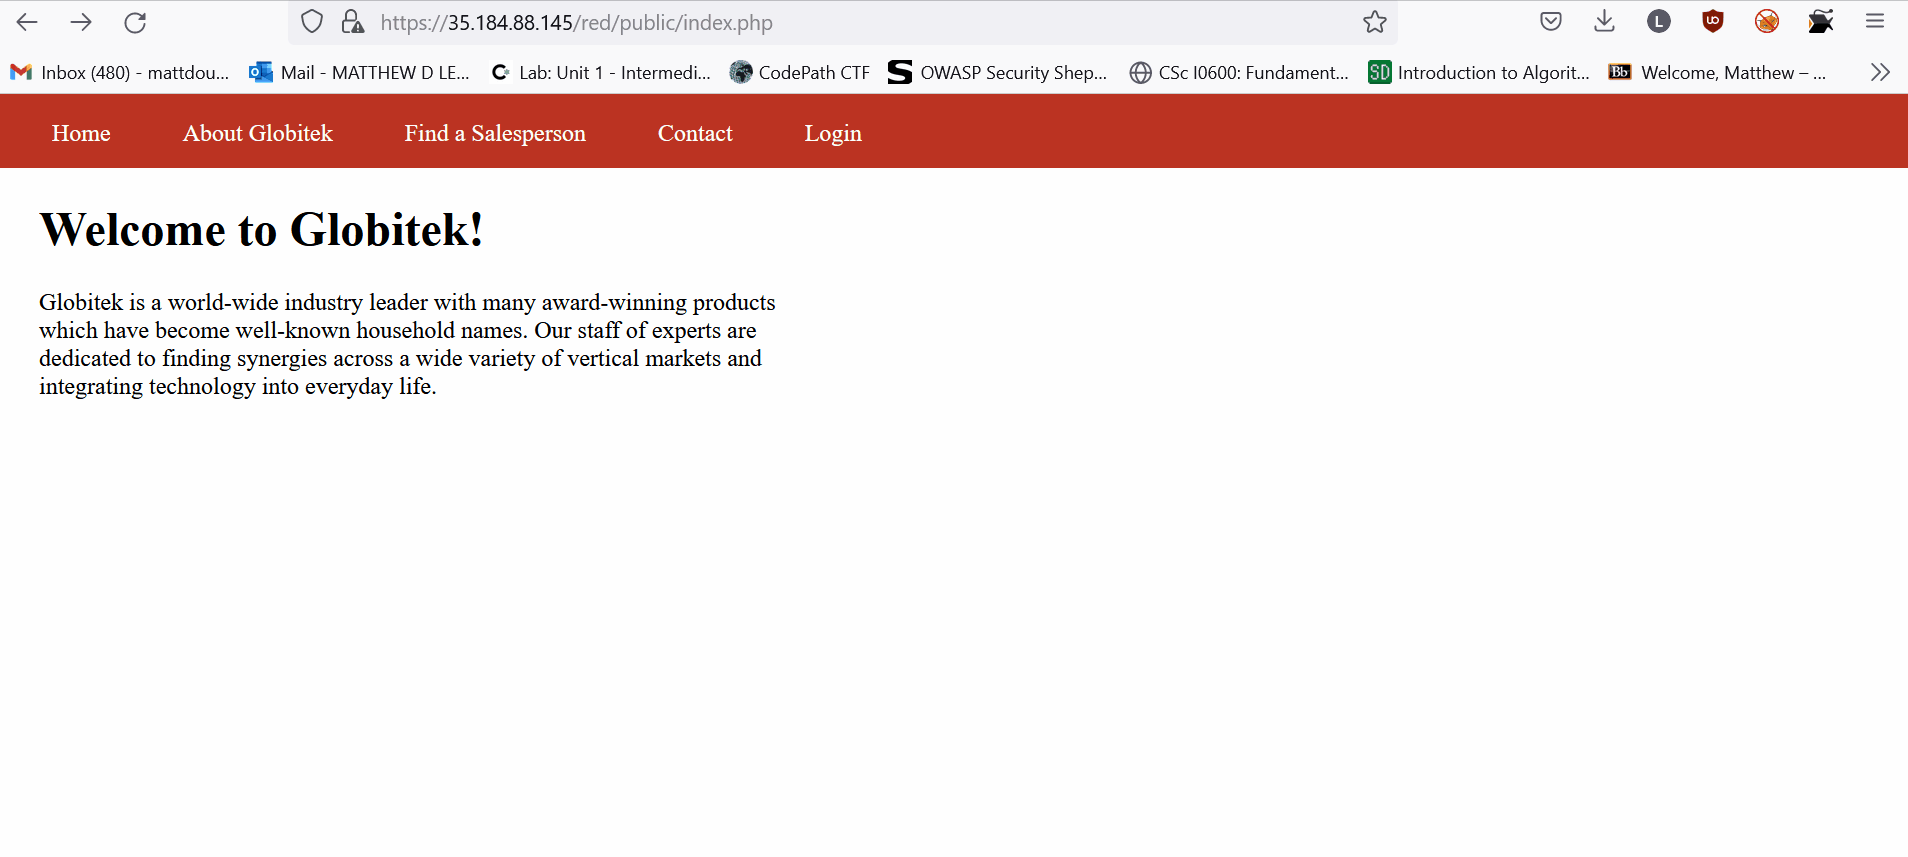 https://35.184.88.145/red/public/index.php
L
Inbox (480) - mattdou... Mail - MATTHEW D LE... Lab: Unit 1 - Intermedi... CodePath CTF OWASP Security Shep... CSc I0600: Fundament... SD Introduction to Algorit... Bb Welcome, Matthew – ...
Home About Globitek Find a Salesperson Contact Login
Welcome to Globitek!
Globitek is a world-wide industry leader with many award-winning products
which have become well-known household names. Our staff of experts are
dedicated to finding synergies across a wide variety of vertical markets and
integrating technology into everyday life.